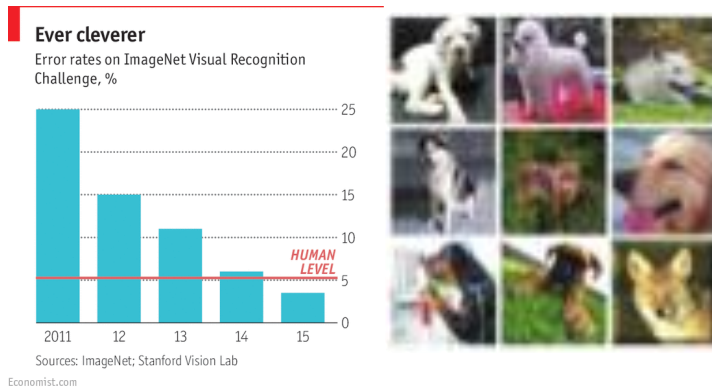 Ever cleverer
Error rates on ImageNet Visual Recognition
Challenge, %
25
20
15
10
HUMAN
LEVEL
5
0
2011 12 13 14 15
Sources: ImageNet; Stanford Vision Lab
Economist.com